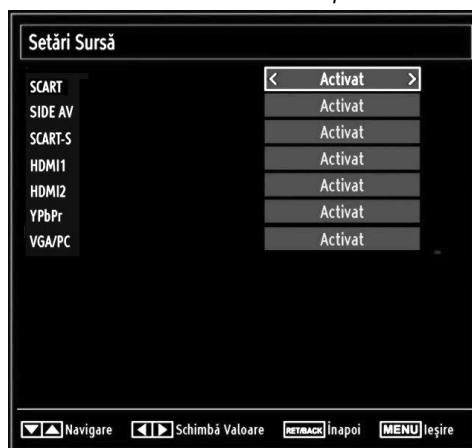 Setări Sursă
SCART < Activat >
SIDE AV Activat
SCART-S Activat
HDMI1 Activat
HDMI2 Activat
YPbPr Activat
VGA/PC Activat
Navigare Schimbă Valoare RET/BACK Înapoi MENU Ieşire